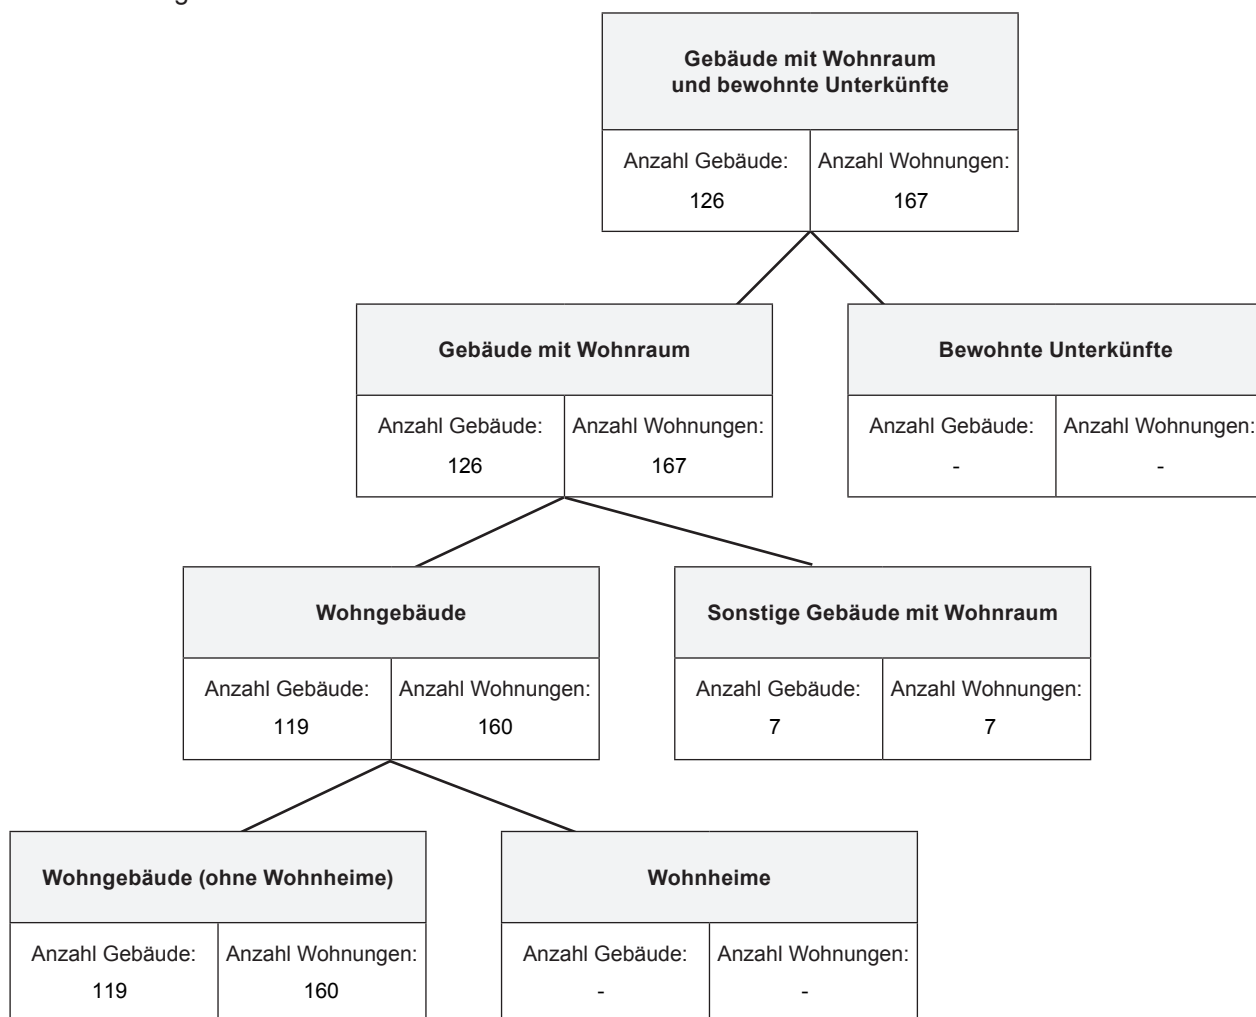 Gebäude mit Wohnraum
und bewohnte Unterkünfte
Anzahl Gebäude: Anzahl Wohnungen:
126 167
Gebäude mit Wohnraum
Anzahl Gebäude: Anzahl Wohnungen:
126 167
Bewohnte Unterkünfte
Anzahl Gebäude: Anzahl Wohnungen:
- -
Wohngebäude
Anzahl Gebäude: Anzahl Wohnungen:
119 160
Sonstige Gebäude mit Wohnraum
Anzahl Gebäude: Anzahl Wohnungen:
7 7
Wohngebäude (ohne Wohnheime)
Anzahl Gebäude: Anzahl Wohnungen:
119 160
Wohnheime
Anzahl Gebäude: Anzahl Wohnungen:
- -